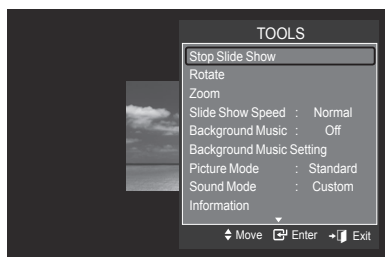 TOOLS
Stop Slide Show
Rotate
Zoom
Slide Show Speed : Normal
Background Music : Off
Background Music Setting
Picture Mode : Standard
Sound Mode : Custom
Information
Move Enter Exit